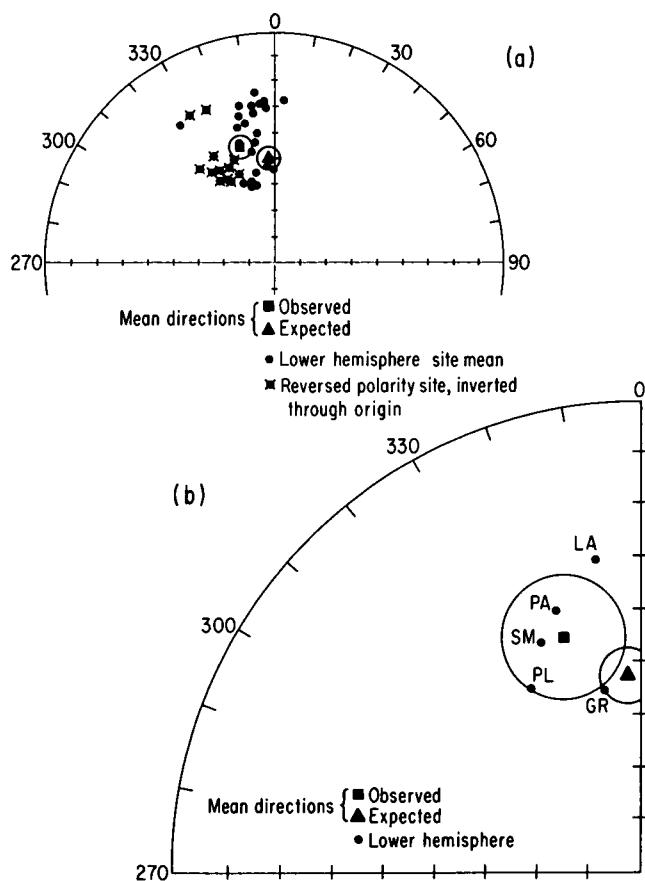 0
330
30
(a)
300
60
270
90
Mean directions { Observed
Expected
Lower hemisphere site mean
Reversed polarity site, inverted
through origin
0
330
(b)
LA
PA
300
SM
PL
GR
Mean directions { Observed
Expected
Lower hemisphere
270